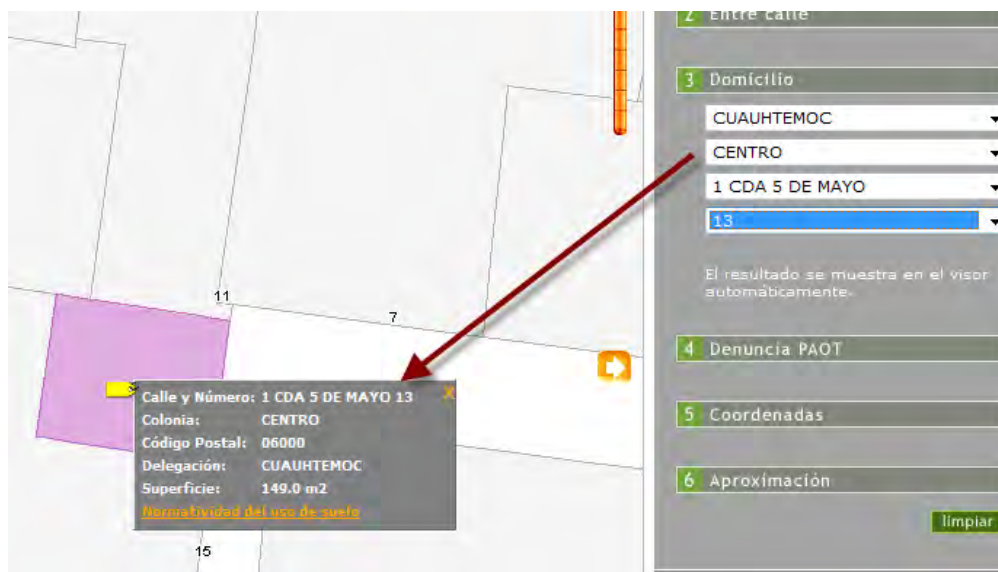 11
7
15
Calle y Número: 1 CDA 5 DE MAYO 13
X
Colonia: CENTRO
Código Postal: 06000
Delegación: CUAUHTEMOC
Superficie: 149.0 m2
Normatividad del uso de suelo
2 Entre calle
3 Domicilio
CUAUHTEMOC
CENTRO
1 CDA 5 DE MAYO
13
El resultado se muestra en el visor
automáticamente.
4 Denuncia PAOT
5 Coordenadas
6 Aproximación
limpiar